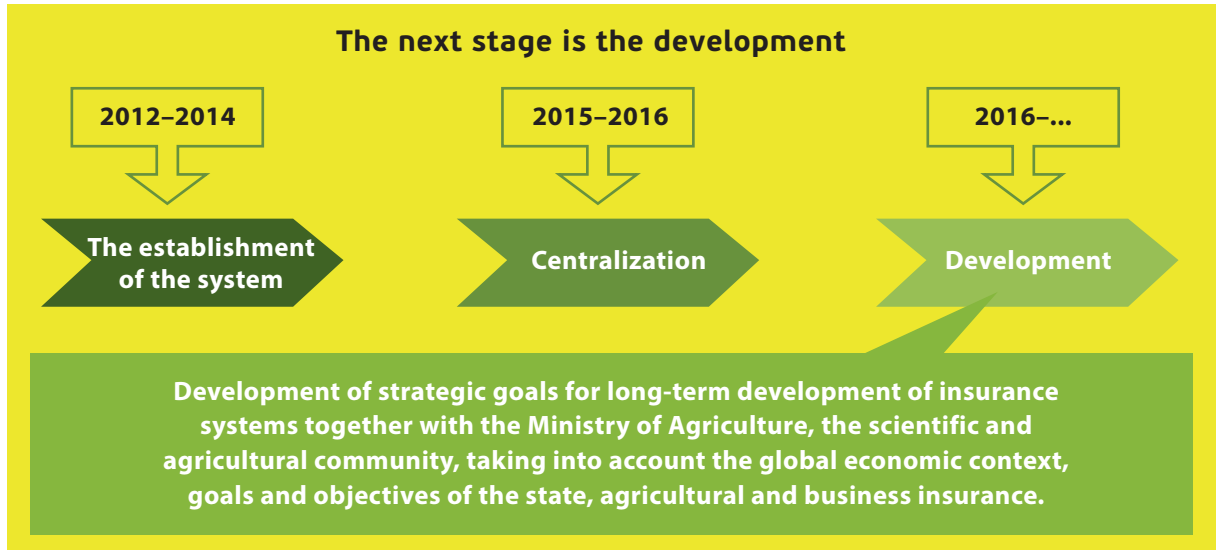 The next stage is the development
2012–2014
2015–2016
2016–...
The establishment
of the system
Centralization
Development
Development of strategic goals for long-term development of insurance
systems together with the Ministry of Agriculture, the scientific and
agricultural community, taking into account the global economic context,
goals and objectives of the state, agricultural and business insurance.